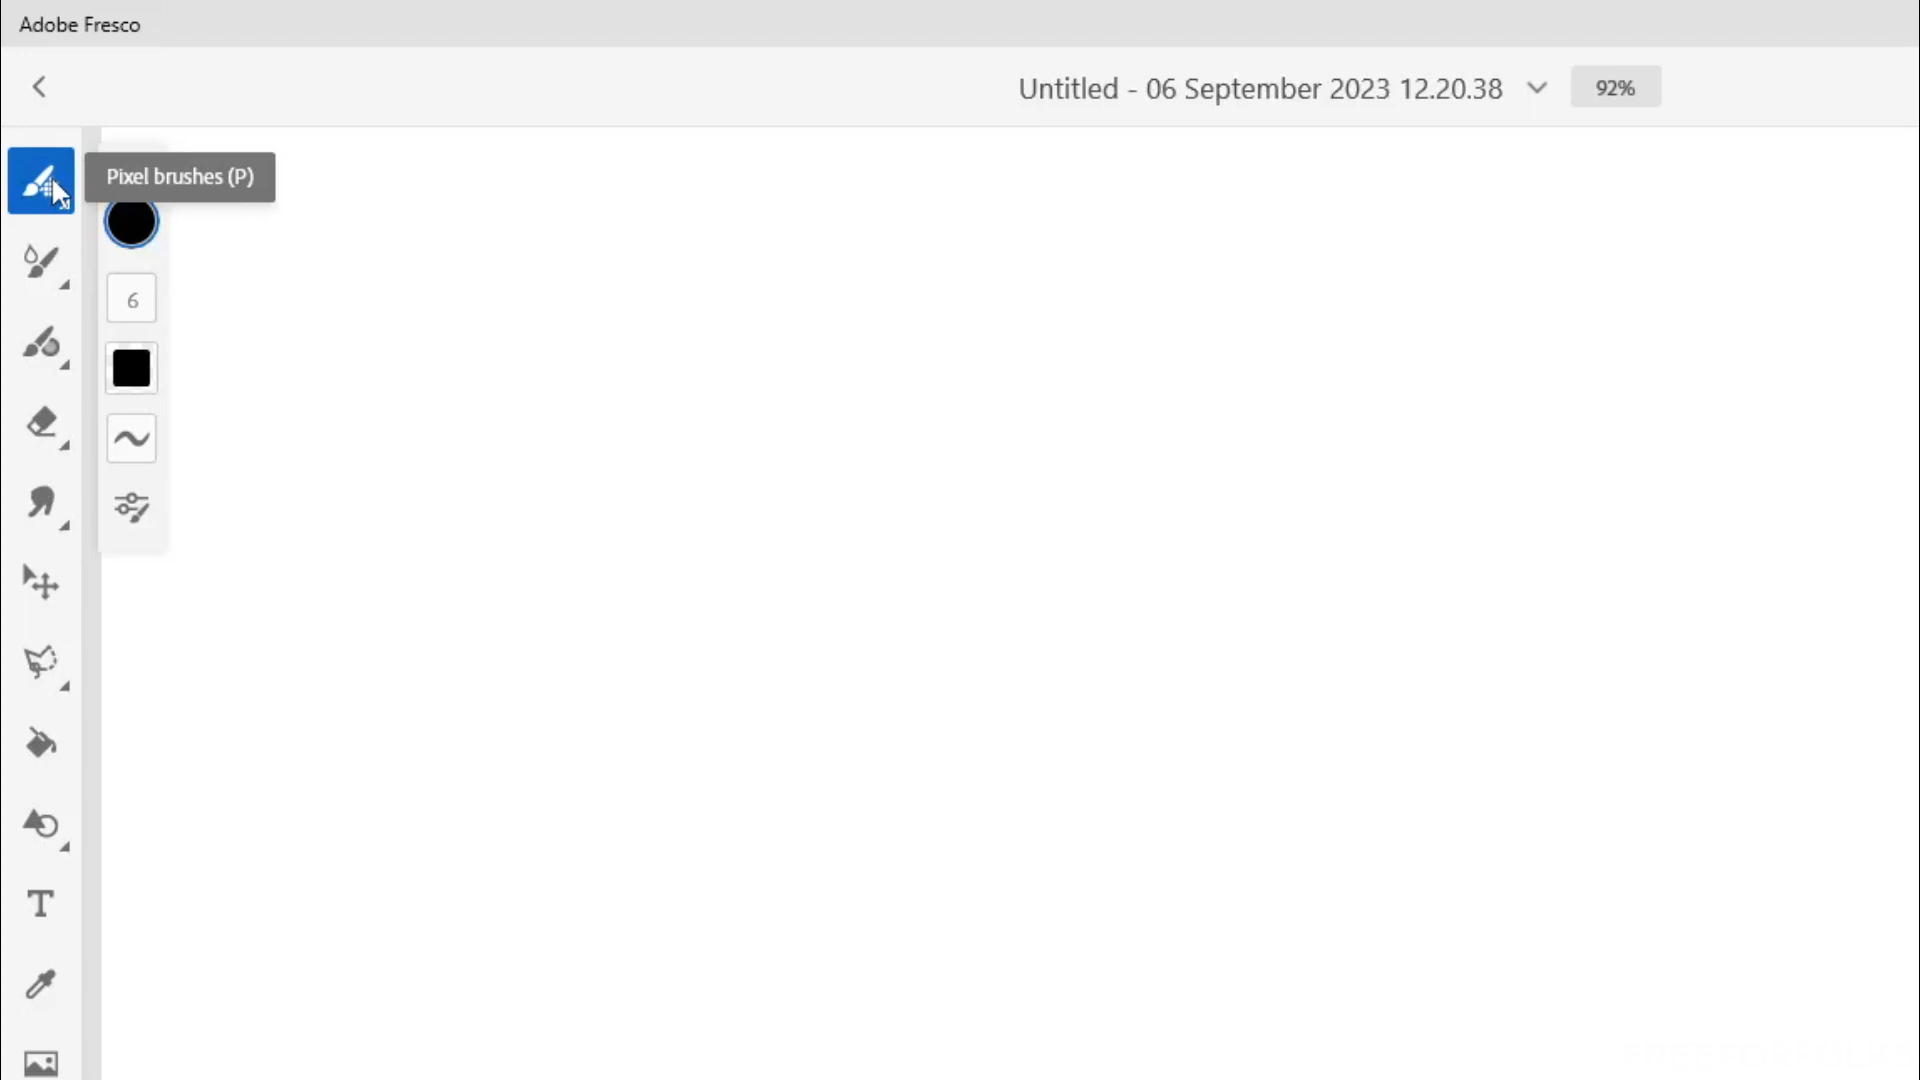 Adobe Fresco
Untitled - 06 September 2023 12.20.38
92%
Pixel brushes (P)
6
T